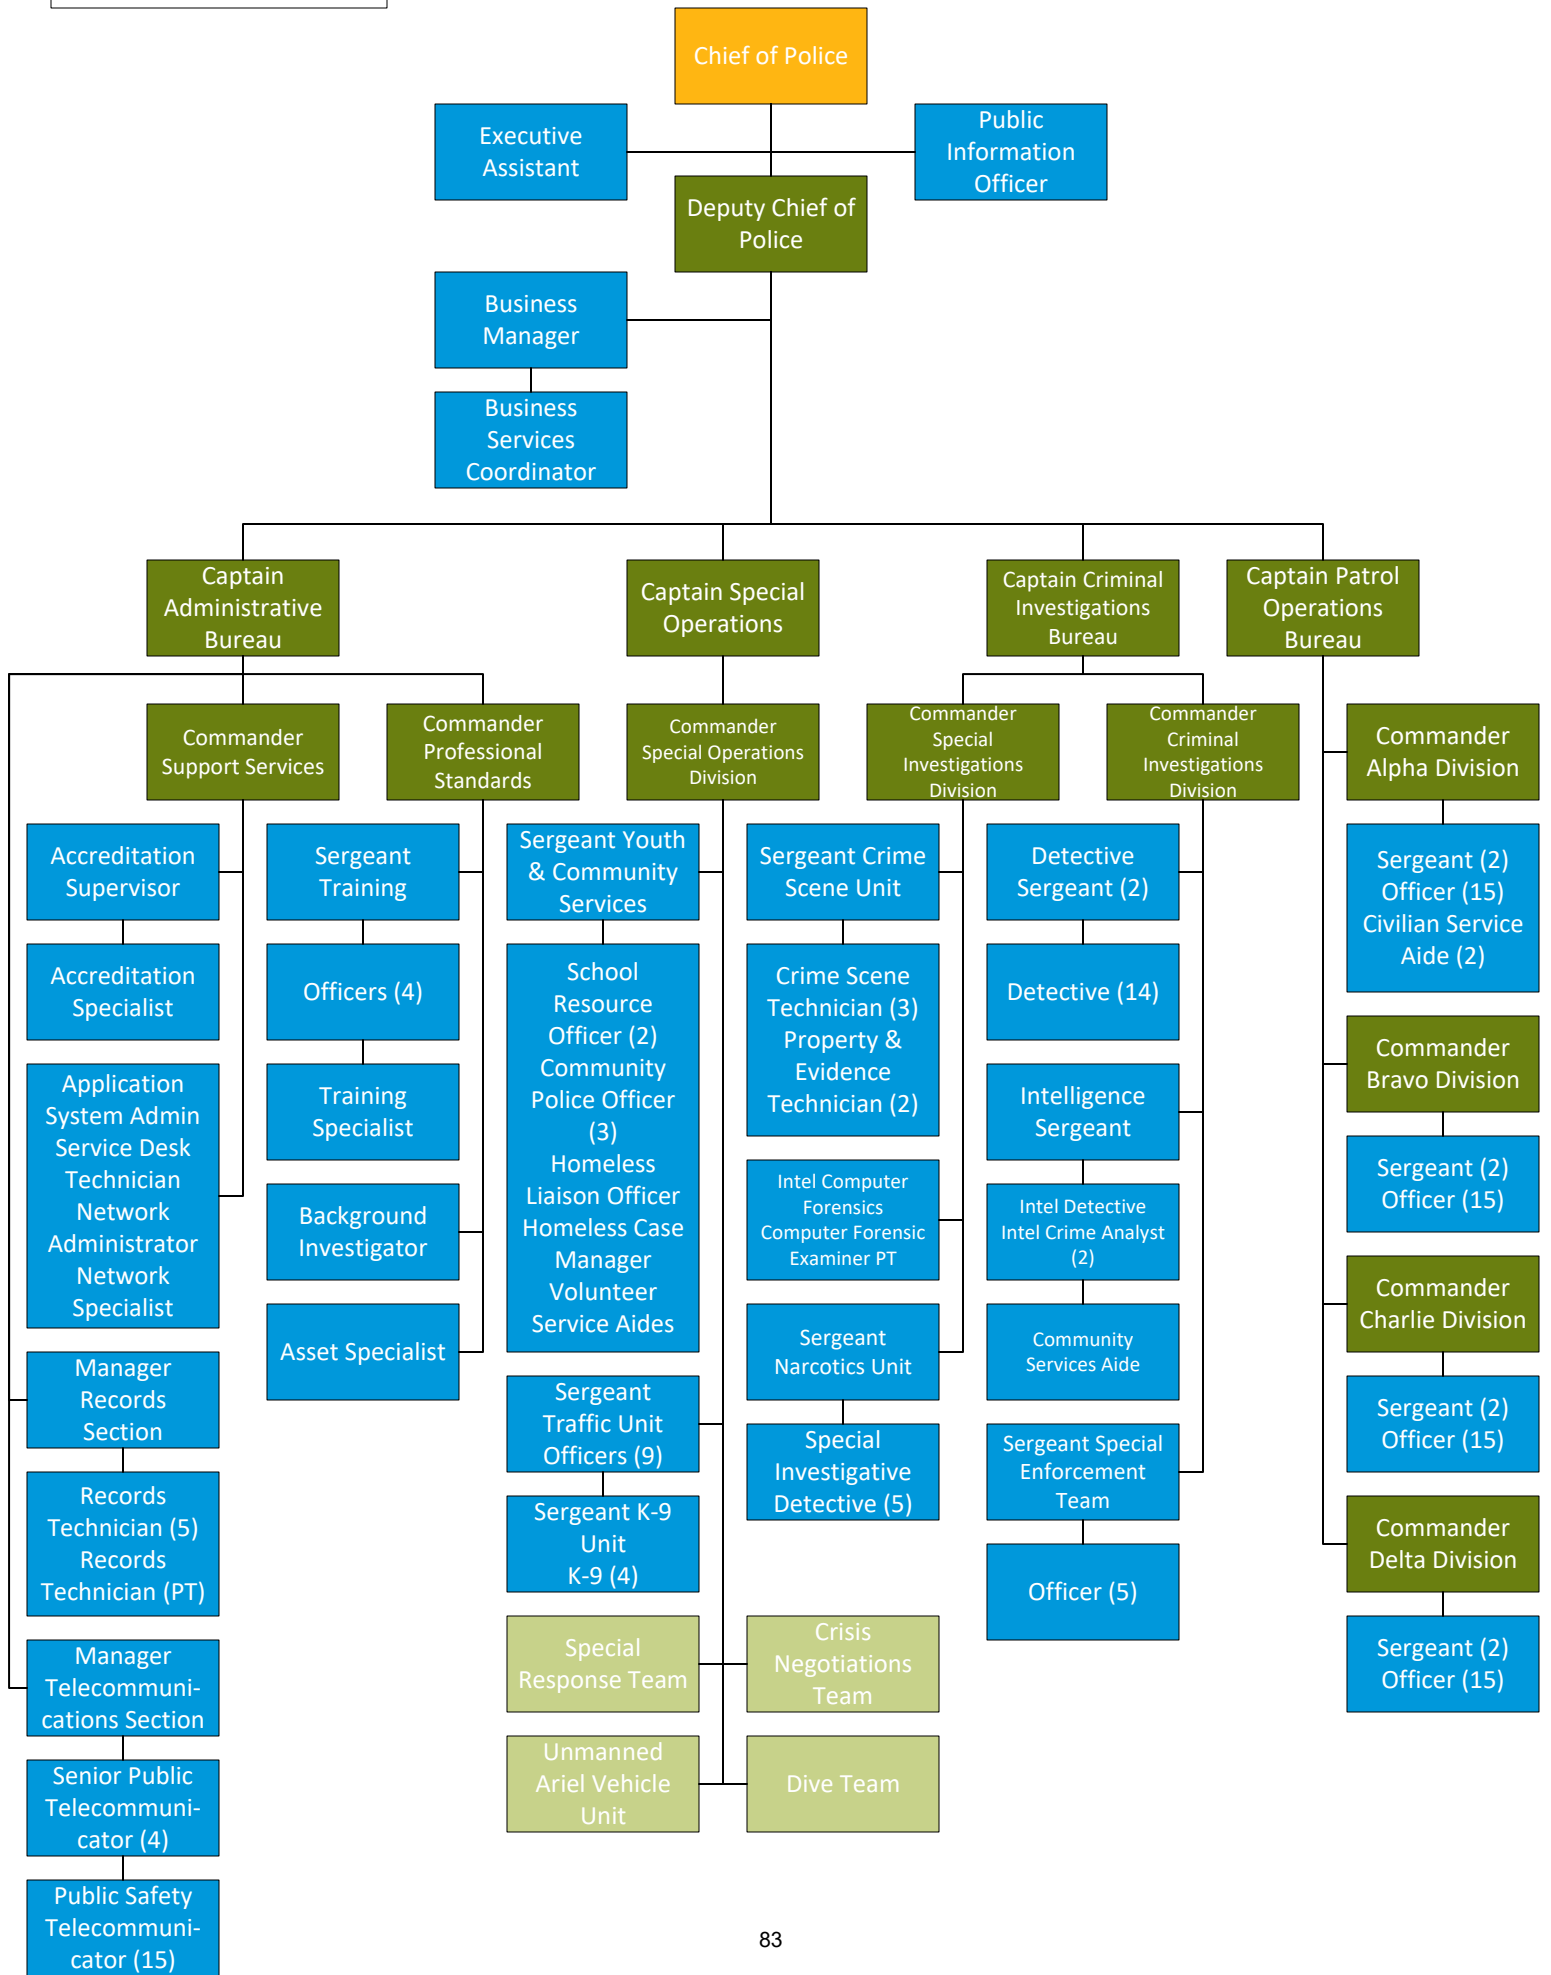 Chief of Police
Executive
Assistant
Public
Information
Officer
Deputy Chief of
Police
Business
Manager
Business
Services
Coordinator
Captain
Administrative
Bureau
Captain Special
Operations
Captain Criminal
Investigations
Bureau
Captain Patrol
Operations
Bureau
Commander
Support Services
Commander
Professional
Standards
Commander
Special Operations
Division
Commander
Special
Investigations
Division
Commander
Criminal
Investigations
Division
Commander
Alpha Division
Accreditation
Supervisor
Accreditation
Specialist
Application
System Admin
Service Desk
Technician
Network
Administrator
Network
Specialist
Manager
Records
Section
Records
Technician (5)
Records
Technician (PT)
Manager
Telecommuni-
cations Section
Senior Public
Telecommuni-
cator (4)
Public Safety
Telecommuni-
cator (15)
Sergeant
Training
Officers (4)
Training
Specialist
Background
Investigator
Asset Specialist
Sergeant Youth
& Community
Services
School
Resource
Officer (2)
Community
Police Officer
(3)
Homeless
Liaison Officer
Homeless Case
Manager
Volunteer
Service Aides
Sergeant
Traffic Unit
Officers (9)
Sergeant K-9
Unit
K-9 (4)
Special
Response Team
Crisis
Negotiations
Team
Unmanned
Ariel Vehicle
Unit
Dive Team
Sergeant Crime
Scene Unit
Crime Scene
Technician (3)
Property &
Evidence
Technician (2)
Intel Computer
Forensics
Computer Forensic
Examiner PT
Sergeant
Narcotics Unit
Special
Investigative
Detective (5)
Detective
Sergeant (2)
Detective (14)
Intelligence
Sergeant
Intel Detective
Intel Crime Analyst
(2)
Community
Services Aide
Sergeant Special
Enforcement
Team
Officer (5)
Sergeant (2)
Officer (15)
Civilian Service
Aide (2)
Commander
Bravo Division
Sergeant (2)
Officer (15)
Commander
Charlie Division
Sergeant (2)
Officer (15)
Commander
Delta Division
Sergeant (2)
Officer (15)
83